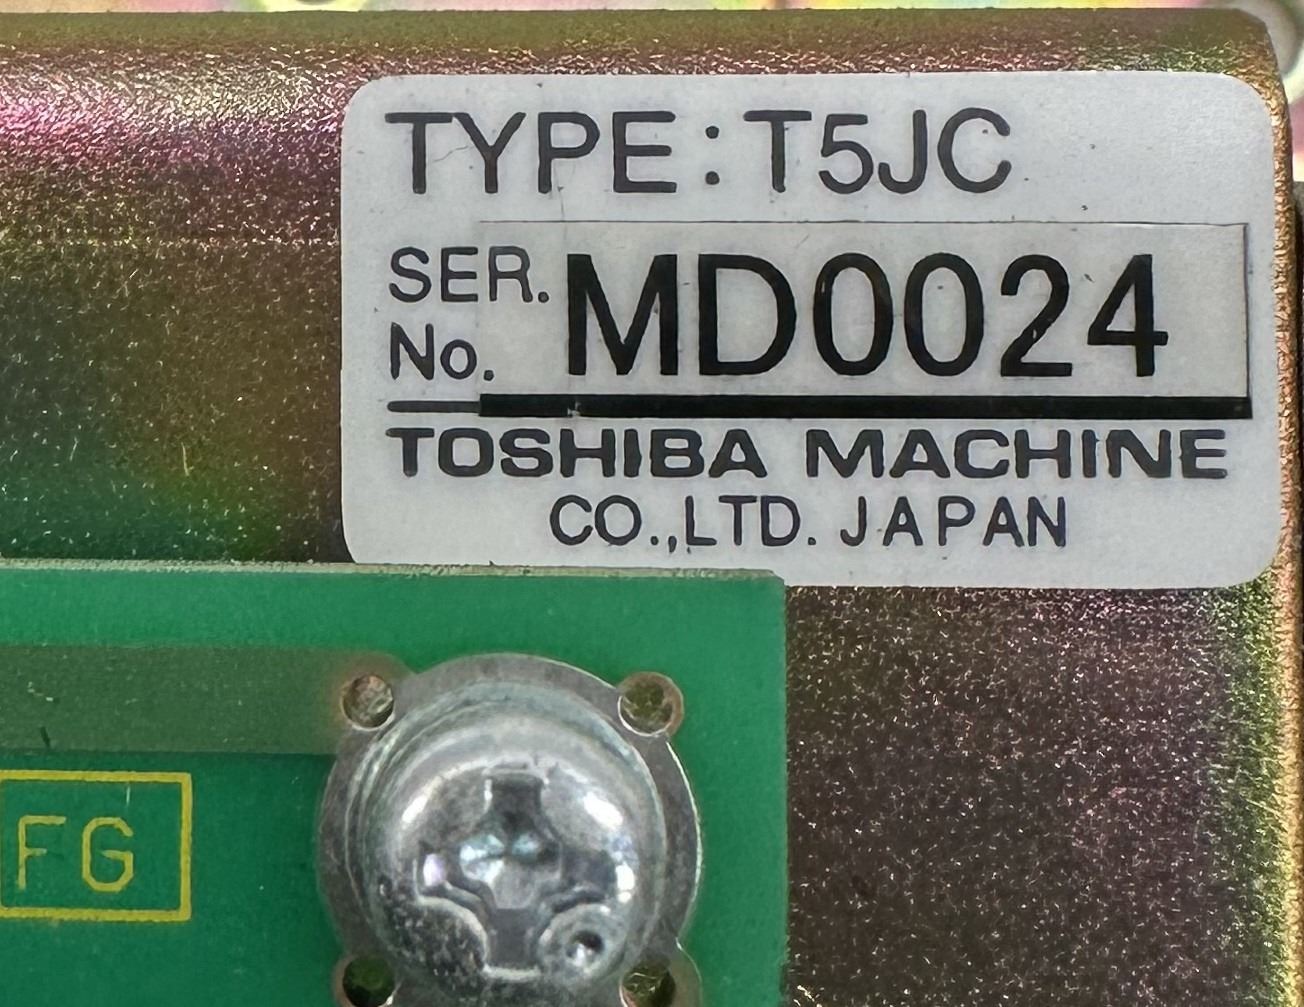 TYPE: T5JC
SER. No. MD0024
TOSHIBA MACHINE
CO.,LTD. JAPAN
FG